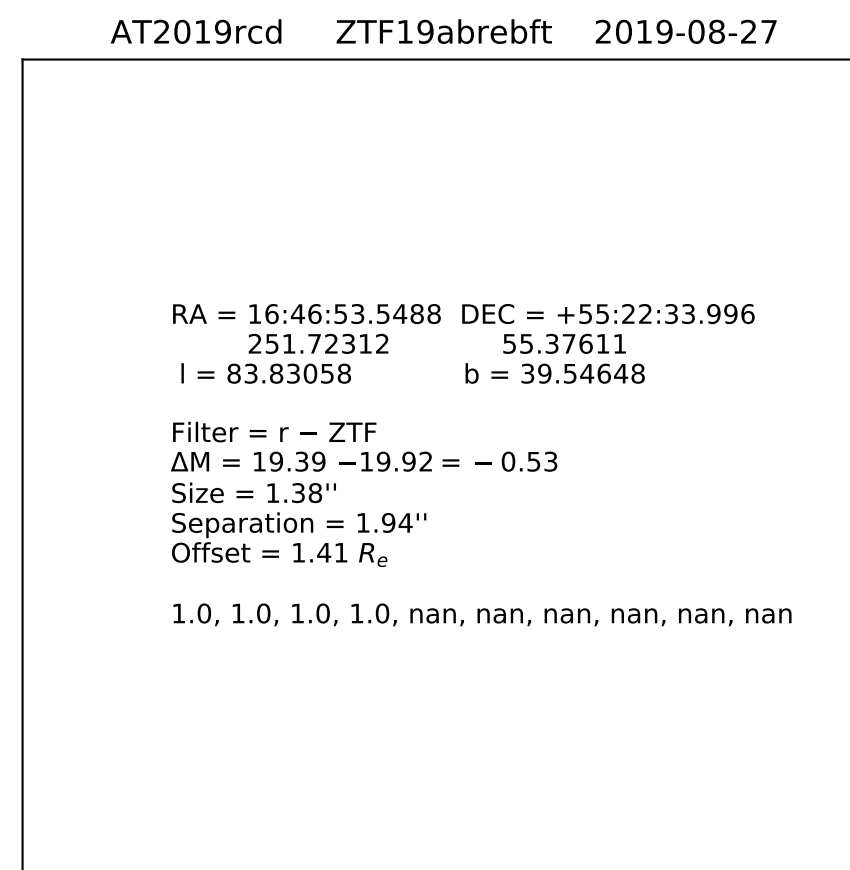 AT2019rcd ZTF19abrebft 2019-08-27
RA = 16:46:53.5488 DEC = +55:22:33.996
251.72312 55.37611
l = 83.83058 b = 39.54648
Filter = r − ZTF
ΔM = 19.39 −19.92 = − 0.53
Size = 1.38''
Separation = 1.94''
Offset = 1.41 Re
1.0, 1.0, 1.0, 1.0, nan, nan, nan, nan, nan, nan